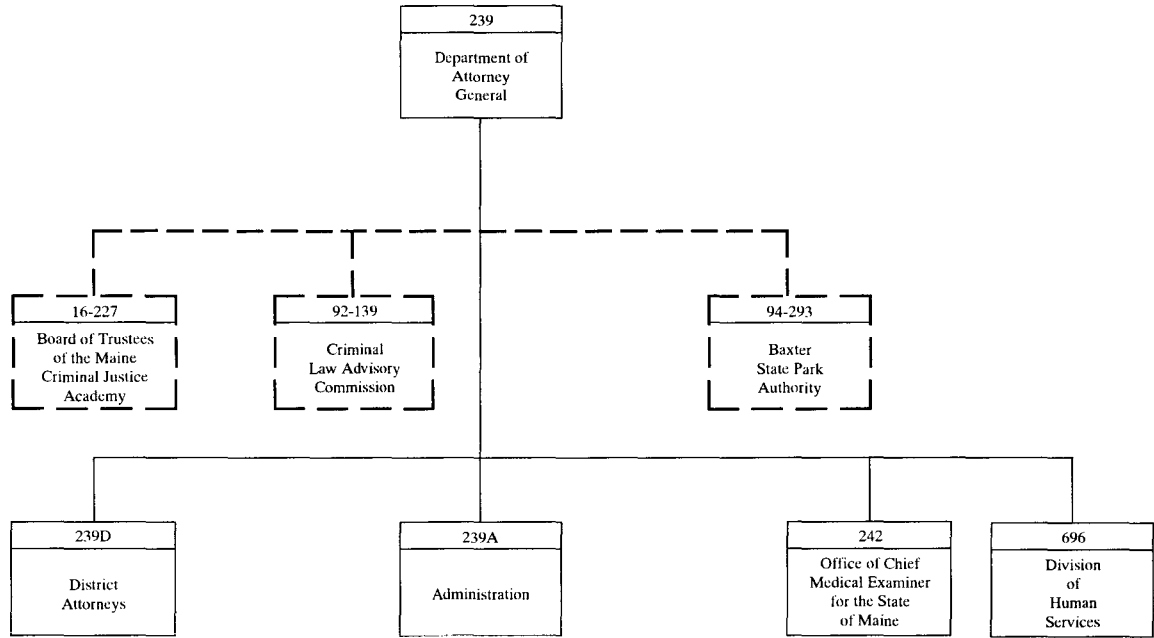 239
Department of
Attorney
General
16-227
Board of Trustees
of the Maine
Criminal Justice
Academy
92-139
Criminal
Law Advisory
Commission
94-293
Baxter
State Park
Authority
239D
District
Attorneys
239A
Administration
242
Office of Chief
Medical Examiner
for the State
of Maine
696
Division
of
Human
Services